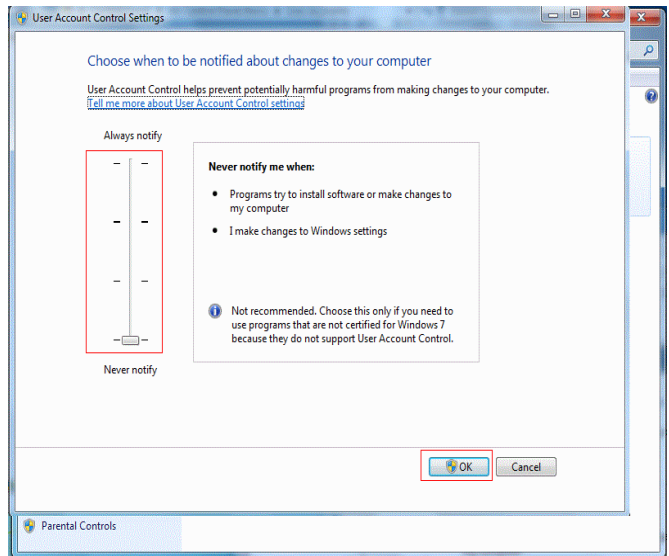 User Account Control Settings
Choose when to be notified about changes to your computer
User Account Control helps prevent potentially harmful programs from making changes to your computer.
Tell me more about User Account Control settings
Always notify
Never notify me when:
Programs try to install software or make changes to
my computer
I make changes to Windows settings
Not recommended. Choose this only if you need to
use programs that are not certified for Windows 7
because they do not support User Account Control.
Never notify
OK
Cancel
Parental Controls